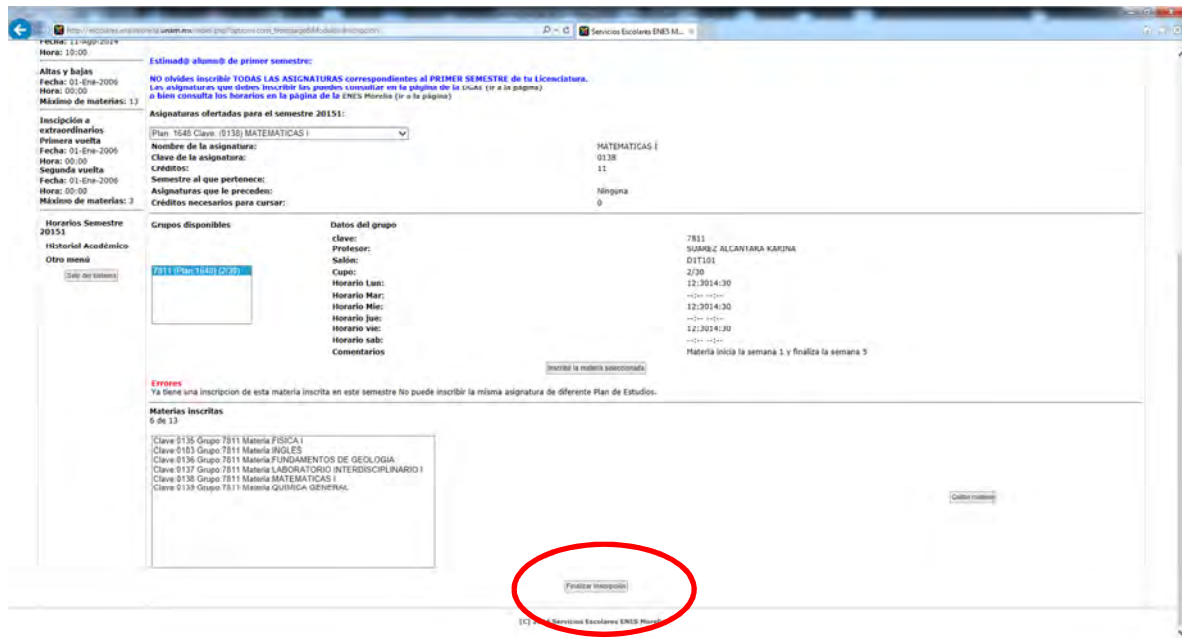 Servicios Escolares ENES M...
Fecha: 11-Ago-2014
Hora: 10:00
Altas y bajas
Fecha: 01-Ene-2006
Hora: 00:00
Máximo de materias: 13
Inscipción a
extraordinarios
Primera vuelta
Fecha: 01-Ene-2006
Hora: 00:00
Segunda vuelta
Fecha: 01-Ene-2006
Hora: 00:00
Máximo de materias: 3
Horarios Semestre
20151
Historial Académico
Otro menú
Salir del sistema
Estimad@ alumn@ de primer semestre:
NO olvides inscribir TODAS LAS ASIGNATURAS correspondientes al PRIMER SEMESTRE de tu Licenciatura.
Las asignaturas que debes inscribir las puedes consultar en la página de la DGAE (ir a la página)
o bien consulta los horarios en la página de la ENES Morelia (ir a la página)
Asignaturas ofertadas para el semestre 20151:
Plan: 1648 Clave: (0138) MATEMATICAS I
Nombre de la asignatura: MATEMATICAS I
Clave de la asignatura: 0138
Créditos: 11
Semestre al que pertenece:
Asignaturas que le preceden: Ninguna
Créditos necesarios para cursar: 0
Grupos disponibles
7811 (Plan:1648) (2/30)
Datos del grupo
clave: 7811
Profesor: SUAREZ ALCANTARA KARINA
Salón: D1T101
Cupo: 2/30
Horario Lun: 12:3014:30
Horario Mar: --:-- --:--
Horario Mie: 12:3014:30
Horario jue: --:-- --:--
Horario vie: 12:3014:30
Horario sab: --:-- --:--
Comentarios Materia inicia la semana 1 y finaliza la semana 5
Inscribir la materia seleccionada
Errores
Ya tiene una inscripcion de esta materia inscrita en este semestre No puede inscribir la misma asignatura de diferente Plan de Estudios.
Materias inscritas
6 de 13
Clave:0135 Grupo:7811 Materia:FISICA I
Clave:0183 Grupo:7811 Materia:INGLES
Clave:0136 Grupo:7811 Materia:FUNDAMENTOS DE GEOLOGIA
Clave:0137 Grupo:7811 Materia:LABORATORIO INTERDISCIPLINARIO I
Clave:0138 Grupo:7811 Materia:MATEMATICAS I
Clave:0139 Grupo:7811 Materia:QUIMICA GENERAL
Quitar materia
Finalizar inscripción
Servicios Escolares ENES Morelia